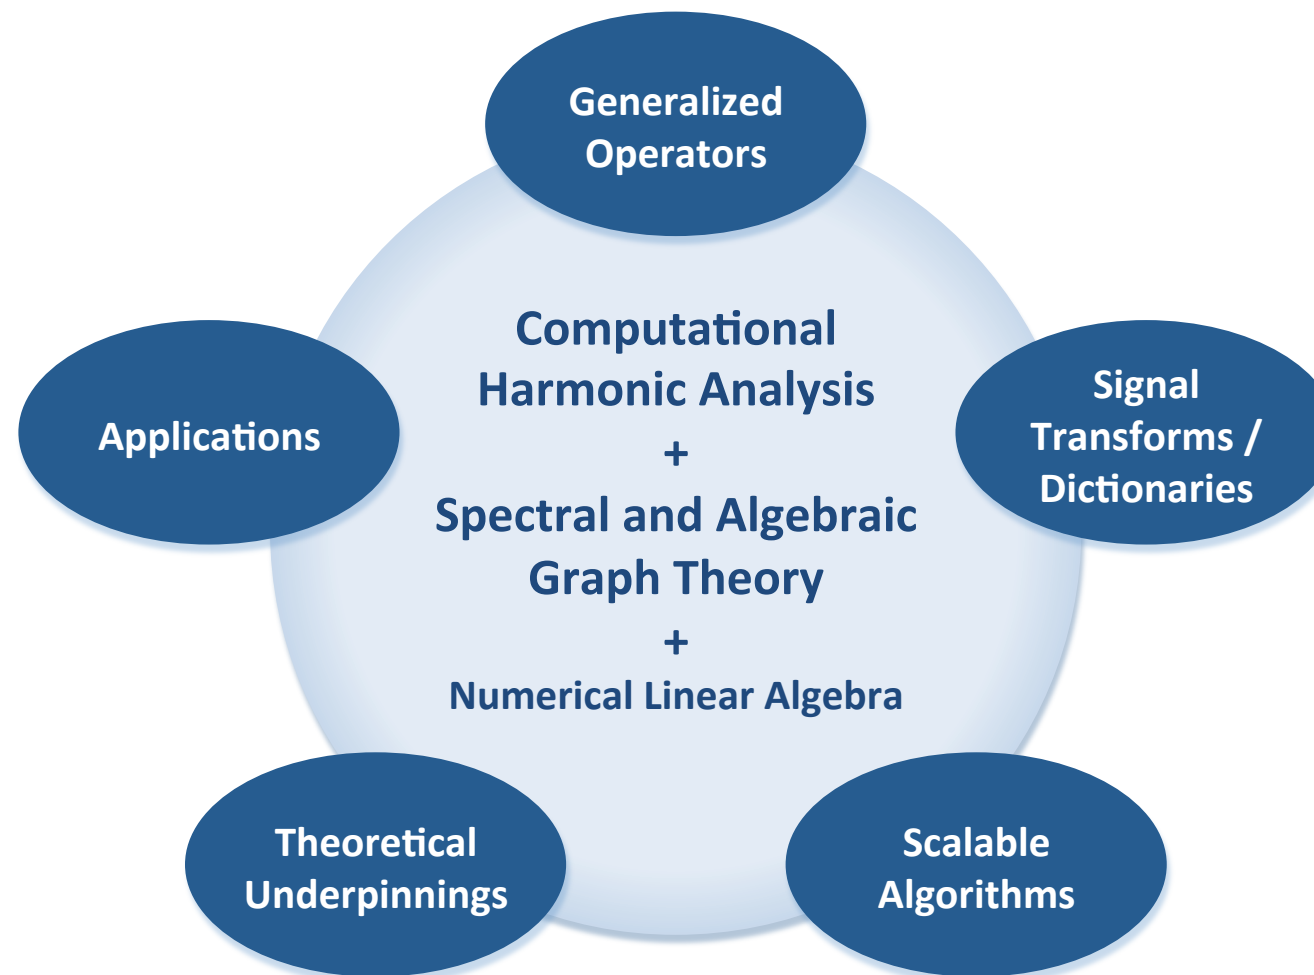 Generalized
Operators
Computational
Harmonic Analysis
+
Spectral and Algebraic
Graph Theory
+
Numerical Linear Algebra
Applications
Signal
Transforms /
Dictionaries
Theoretical
Underpinnings
Scalable
Algorithms